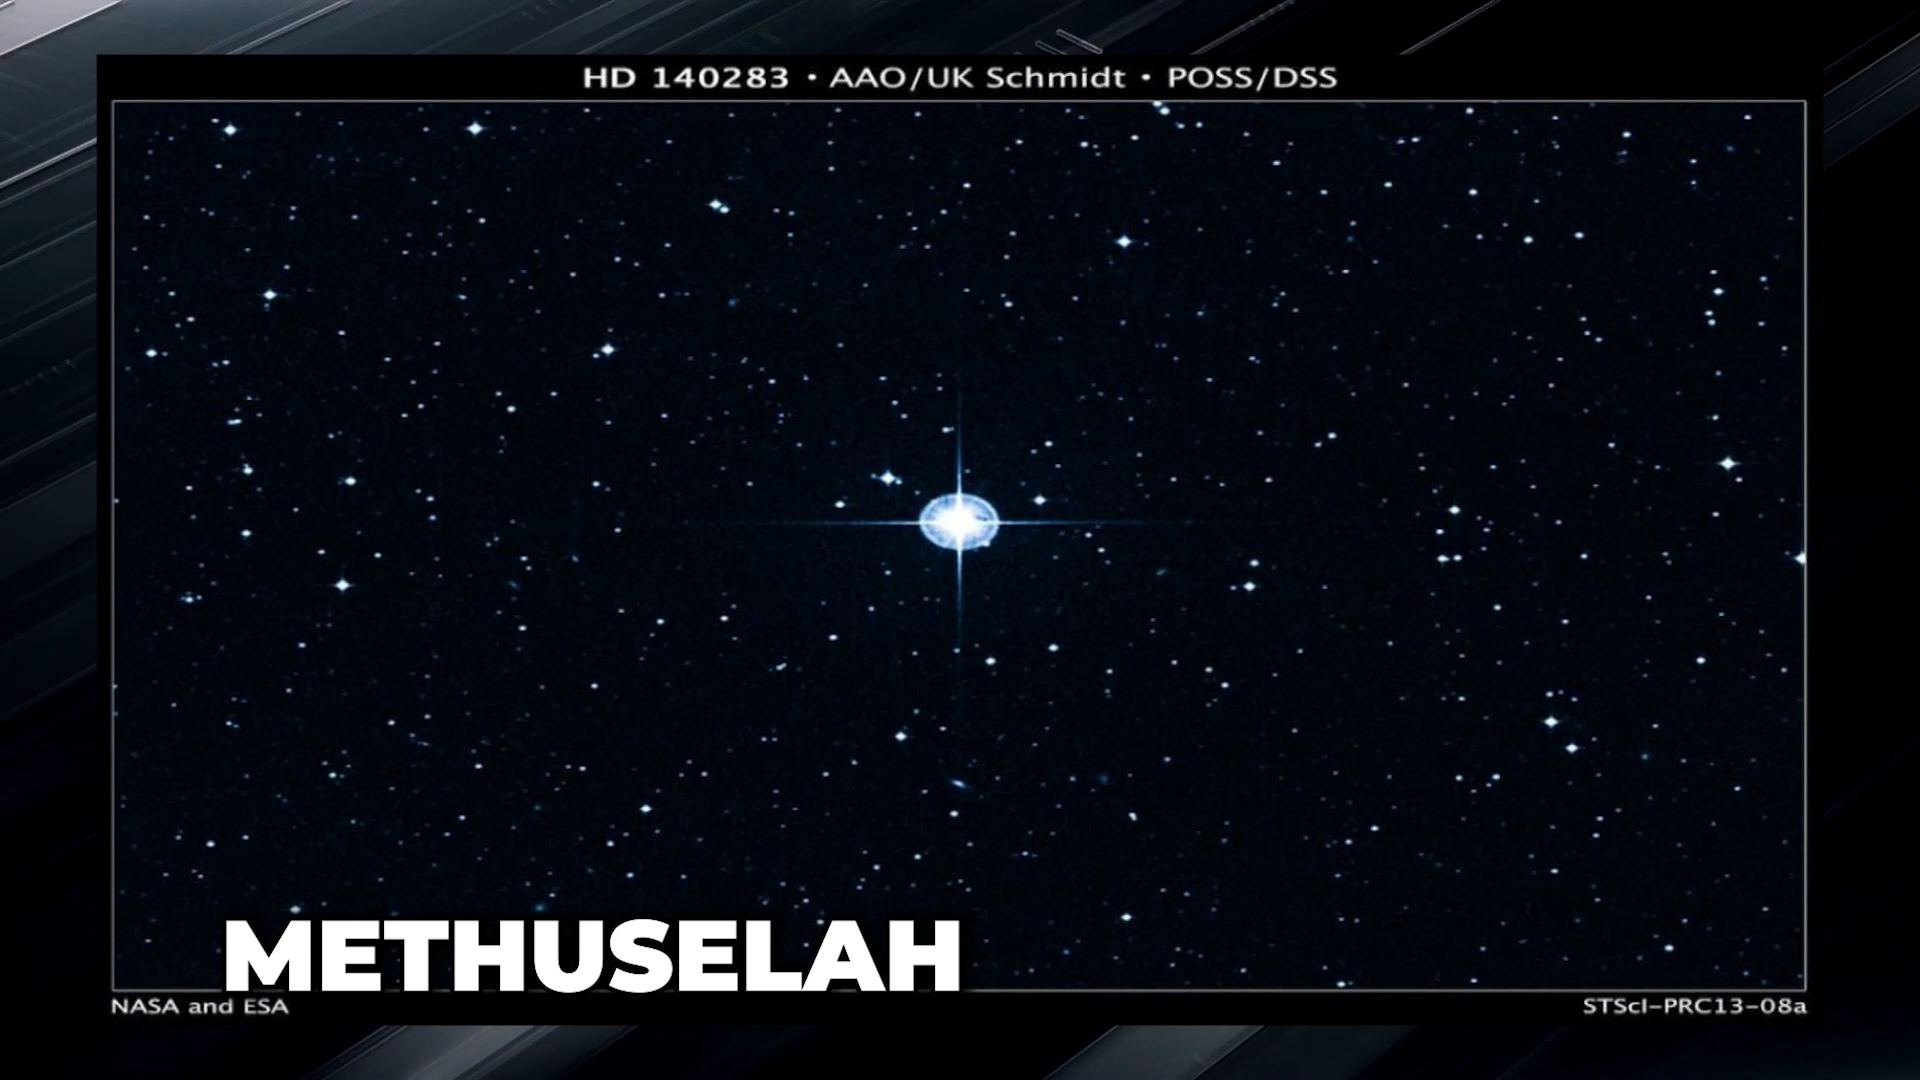 HD 140283 • AAO/UK Schmidt • POSS/DSS
METHUSELAH
NASA and ESA
STScI-PRC13-08a